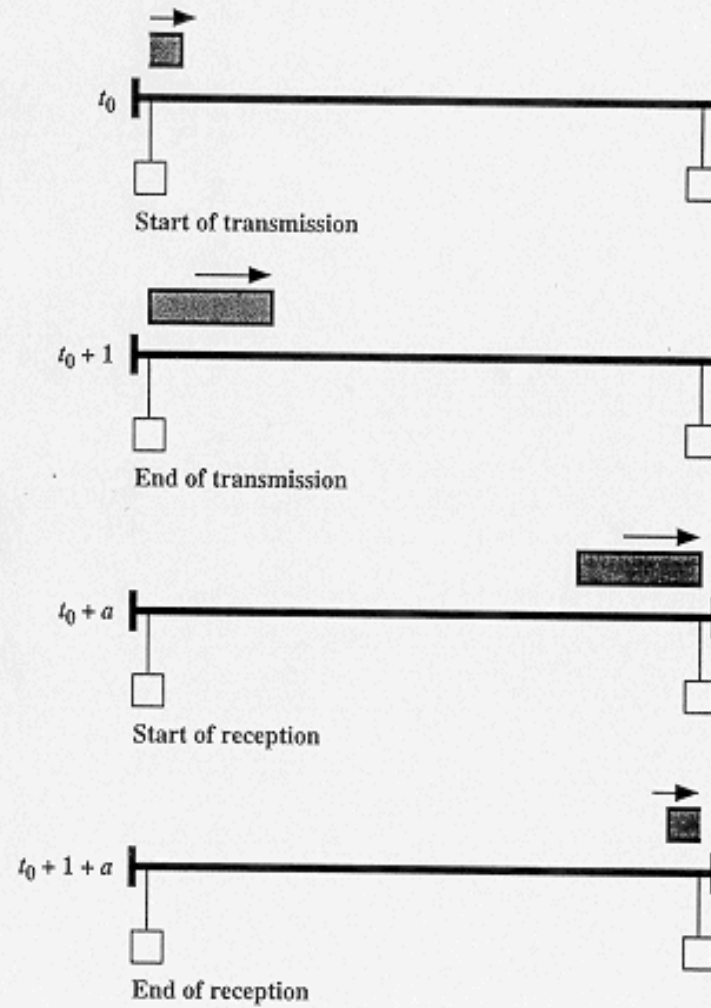 t₀
Start of transmission
t₀ + 1
End of transmission
t₀ + a
Start of reception
t₀ + 1 + a
End of reception